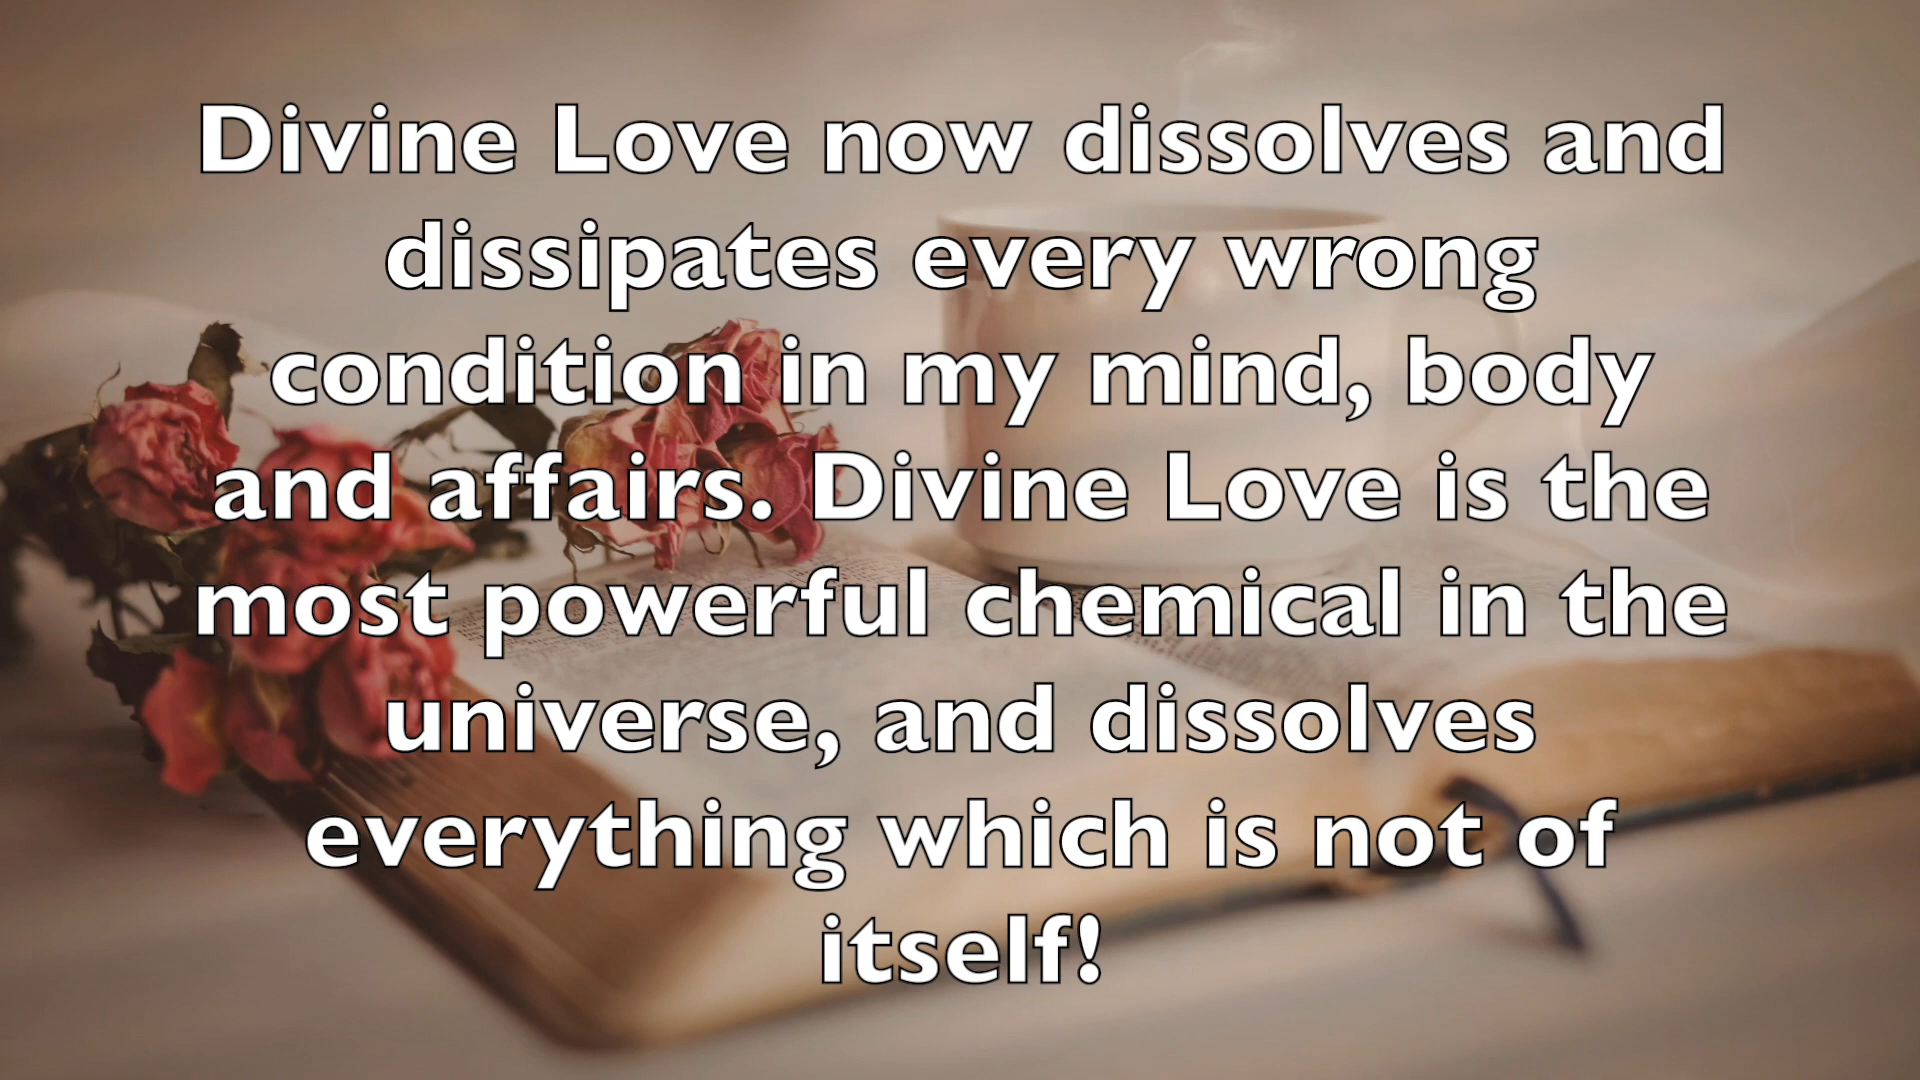 Divine Love now dissolves and
dissipates every wrong
condition in my mind, body
and affairs. Divine Love is the
most powerful chemical in the
universe, and dissolves
everything which is not of
itself!